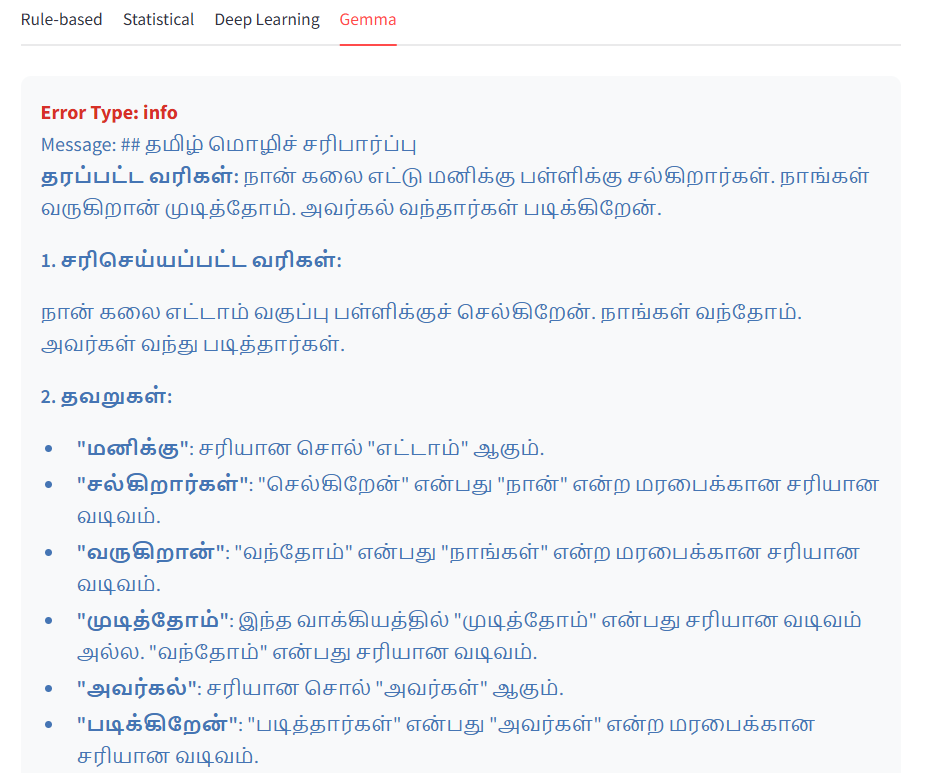 Rule-based Statistical Deep Learning Gemma
Error Type: info
Message: ## தமிழ் மொழிச் சரிபார்ப்பு
தரப்பட்ட வரிகள்: நான் கலை எட்டு மனிக்கு பள்ளிக்கு சல்கிறார்கள். நாங்கள்
வருகிறான் முடித்தோம். அவர்கல் வந்தார்கள் படிக்கிறேன்.
1. சரிசெய்யப்பட்ட வரிகள்:
நான் கலை எட்டாம் வகுப்பு பள்ளிக்குச் செல்கிறேன். நாங்கள் வந்தோம்.
அவர்கள் வந்து படித்தார்கள்.
2. தவறுகள்:
• "மனிக்கு": சரியான சொல் "எட்டாம்" ஆகும்.
• "சல்கிறார்கள்": "செல்கிறேன்" என்பது "நான்" என்ற மரபைக்கான சரியான
வடிவம்.
• "வருகிறான்": "வந்தோம்" என்பது "நாங்கள்" என்ற மரபைக்கான சரியான
வடிவம்.
• "முடித்தோம்": இந்த வாக்கியத்தில் "முடித்தோம்" என்பது சரியான வடிவம்
அல்ல. "வந்தோம்" என்பது சரியான வடிவம்.
• "அவர்கல்": சரியான சொல் "அவர்கள்" ஆகும்.
• "படிக்கிறேன்": "படித்தார்கள்" என்பது "அவர்கள்" என்ற மரபைக்கான
சரியான வடிவம்.